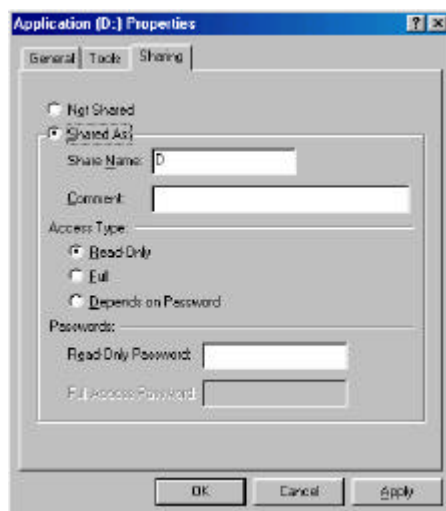 Application (D:) Properties
General Tools Sharing
Not Shared
Shared As
Share Name: D
Comment:
Access Type:
Read-Only
Full
Depends on Password
Passwords:
Read-Only Password:
Full Access Password:
OK Cancel Apply